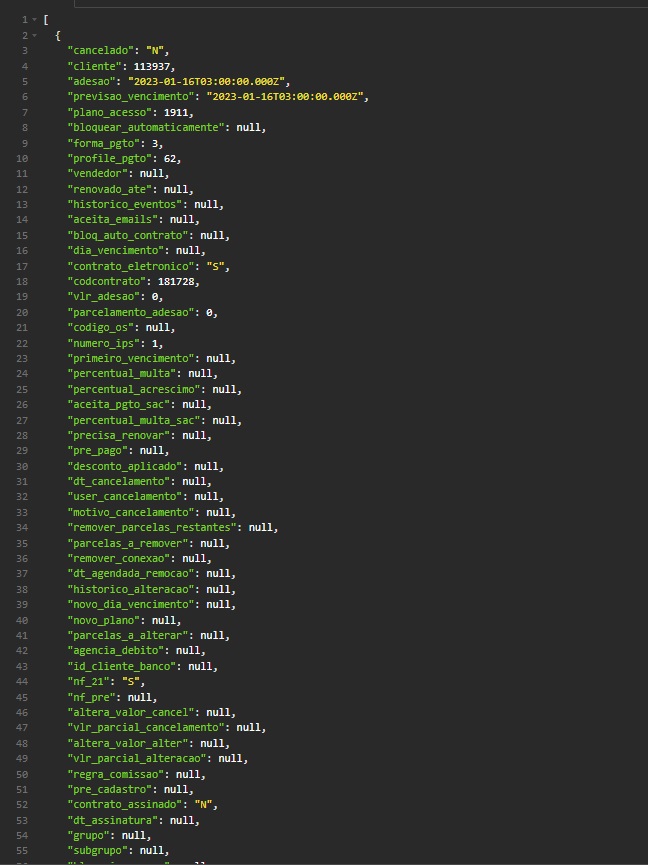 1 [
2 {
3 "cancelado": "N",
4 "cliente": 113937,
5 "adesao": "2023-01-16T03:00:00.000Z",
6 "previsao_vencimento": "2023-01-16T03:00:00.000Z",
7 "plano_acesso": 1911,
8 "bloquear_automaticamente": null,
9 "forma_pgto": 3,
10 "profile_pgto": 62,
11 "vendedor": null,
12 "renovado_ate": null,
13 "historico_eventos": null,
14 "aceita_emails": null,
15 "bloq_auto_contrato": null,
16 "dia_vencimento": null,
17 "contrato_eletronico": "S",
18 "codcontrato": 181728,
19 "vlr_adesao": 0,
20 "parcelamento_adesao": 0,
21 "codigo_os": null,
22 "numero_ips": 1,
23 "primeiro_vencimento": null,
24 "percentual_multa": null,
25 "percentual_acrescimo": null,
26 "aceita_pgto_sac": null,
27 "percentual_multa_sac": null,
28 "precisa_renovar": null,
29 "pre_pago": null,
30 "desconto_aplicado": null,
31 "dt_cancelamento": null,
32 "user_cancelamento": null,
33 "motivo_cancelamento": null,
34 "remover_parcelas_restantes": null,
35 "parcelas_a_remover": null,
36 "remover_conexao": null,
37 "dt_agendada_remocao": null,
38 "historico_alteracao": null,
39 "novo_dia_vencimento": null,
40 "novo_plano": null,
41 "parcelas_a_alterar": null,
42 "agencia_debito": null,
43 "id_cliente_banco": null,
44 "nf_21": "S",
45 "nf_pre": null,
46 "altera_valor_cancel": null,
47 "vlr_parcial_cancelamento": null,
48 "altera_valor_alter": null,
49 "vlr_parcial_alteracao": null,
50 "regra_comissao": null,
51 "pre_cadastro": null,
52 "contrato_assinado": "N",
53 "dt_assinatura": null,
54 "grupo": null,
55 "subgrupo": null,